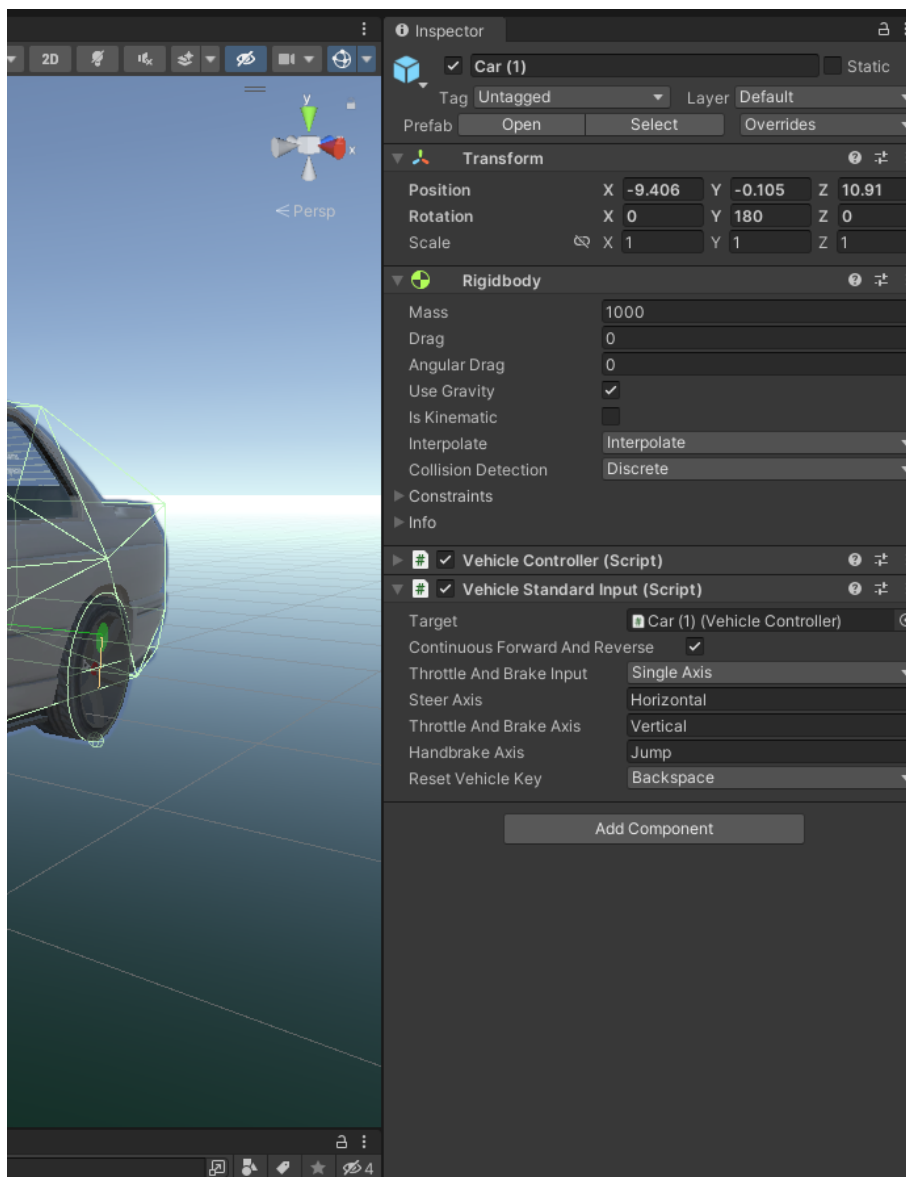 Inspector
2D
Car (1)
Static
Tag Untagged Layer Default
Prefab Open Select Overrides
y
x
Persp
Transform
Position X -9.406 Y -0.105 Z 10.91
Rotation X 0 Y 180 Z 0
Scale X 1 Y 1 Z 1
Rigidbody
Mass 1000
Drag 0
Angular Drag 0
Use Gravity
Is Kinematic
Interpolate Interpolate
Collision Detection Discrete
Constraints
Info
# Vehicle Controller (Script)
# Vehicle Standard Input (Script)
Target # Car (1) (Vehicle Controller)
Continuous Forward And Reverse
Throttle And Brake Input Single Axis
Steer Axis Horizontal
Throttle And Brake Axis Vertical
Handbrake Axis Jump
Reset Vehicle Key Backspace
Add Component
4